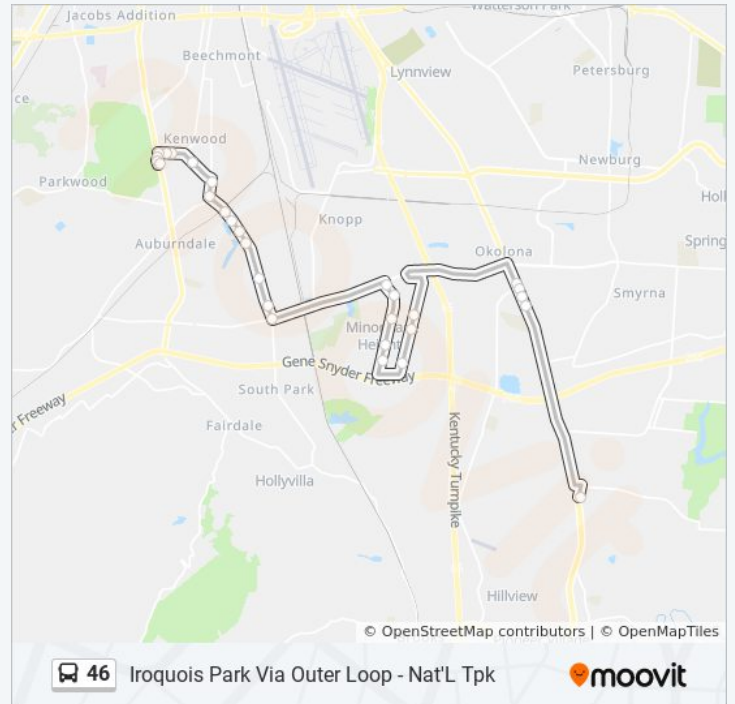 Jacobs Addition
Watterson Park
Beechmont
Lynnview
Petersburg
ce
Kenwood
Newburg
Parkwood
Holl
Knopp
Auburndale
Okolona
Spring
Smyrna
Heights
Gene Snyder Freeway
South Park
r Freeway
Fairdale
Kentucky Turnpike
Hollyvilla
Hillview
© OpenStreetMap contributors | © OpenMapTiles
46 Iroquois Park Via Outer Loop - Nat'L Tpk
moovit